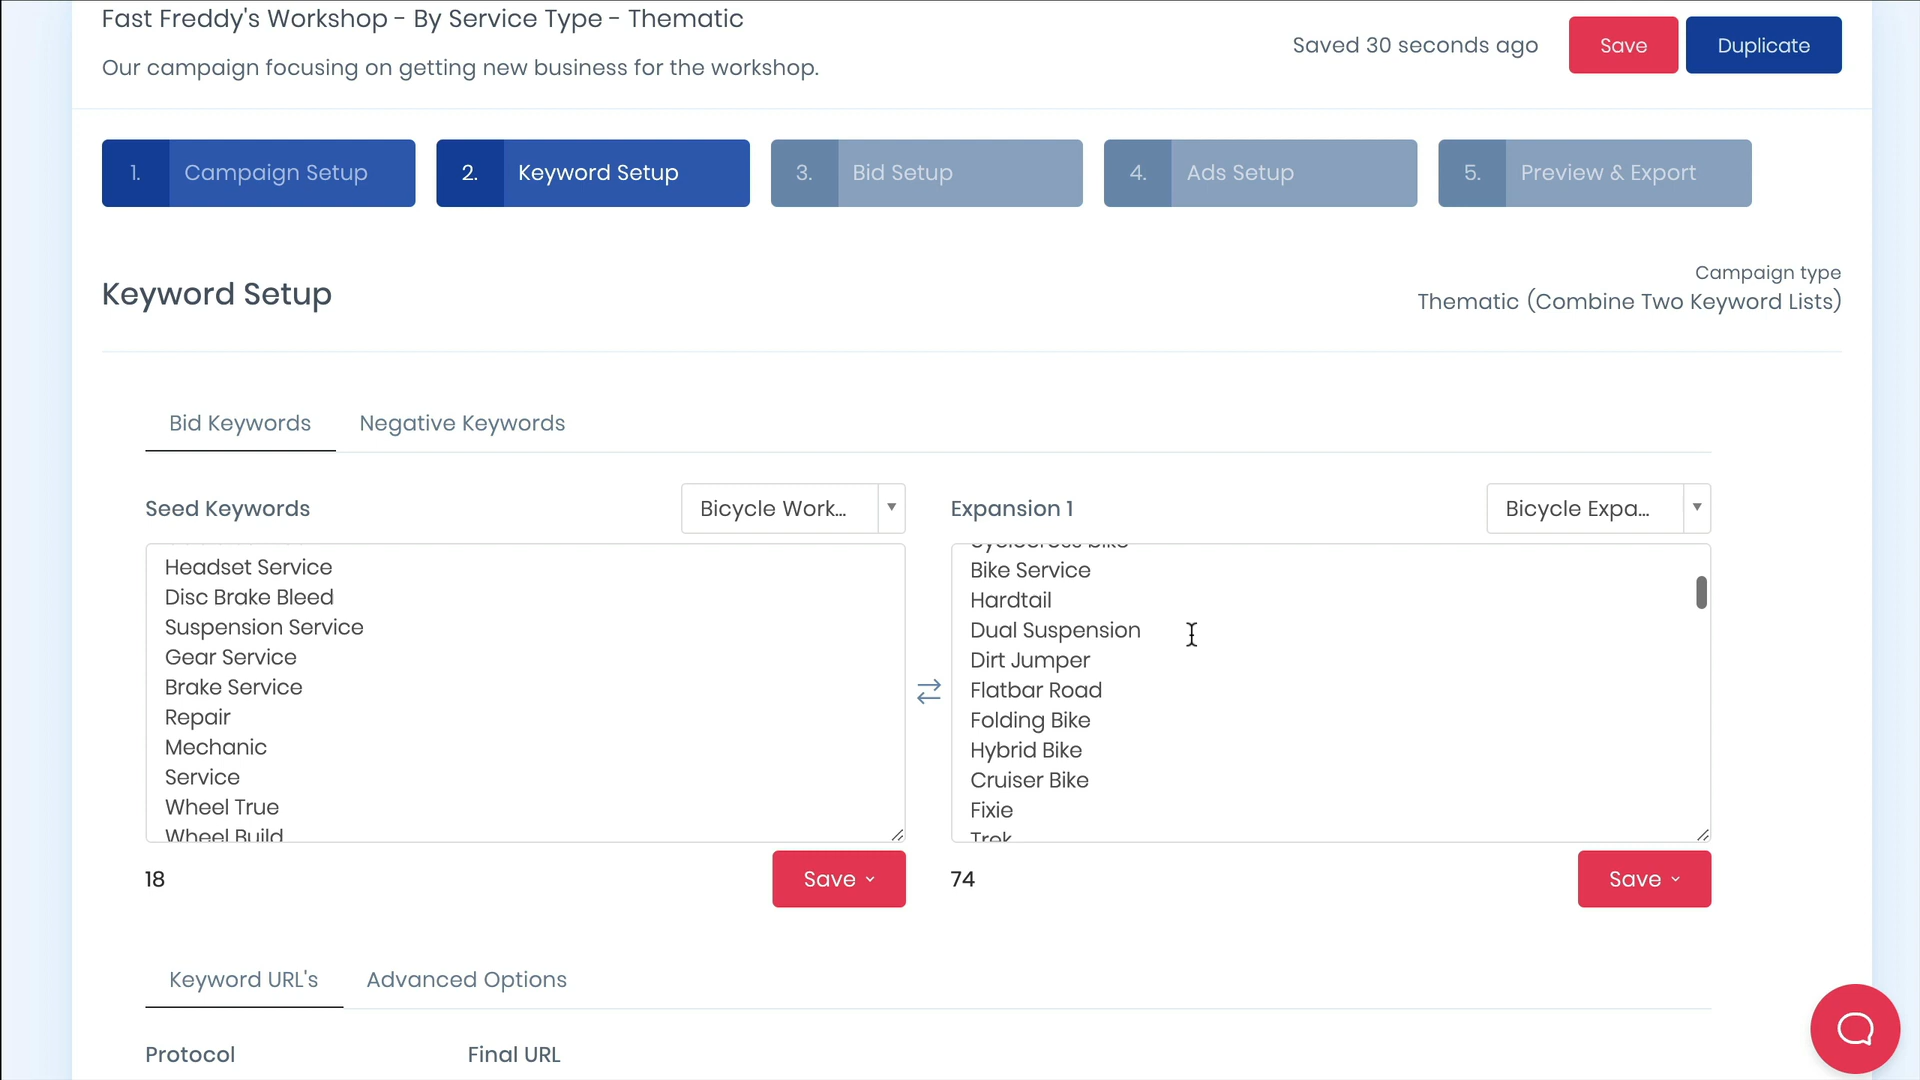 Fast Freddy's Workshop - By Service Type - Thematic
Our campaign focusing on getting new business for the workshop.
Saved 30 seconds ago
Save
Duplicate
1. Campaign Setup
2. Keyword Setup
3. Bid Setup
4. Ads Setup
5. Preview & Export
Keyword Setup
Campaign type
Thematic (Combine Two Keyword Lists)
Bid Keywords
Negative Keywords
Seed Keywords
Bicycle Work...
Headset Service
Disc Brake Bleed
Suspension Service
Gear Service
Brake Service
Repair
Mechanic
Service
Wheel True
Wheel Build
18
Save
Expansion 1
Bicycle Expa...
cyclocross bike
Bike Service
Hardtail
Dual Suspension
Dirt Jumper
Flatbar Road
Folding Bike
Hybrid Bike
Cruiser Bike
Fixie
Trek
74
Save
Keyword URL's
Advanced Options
Protocol
Final URL